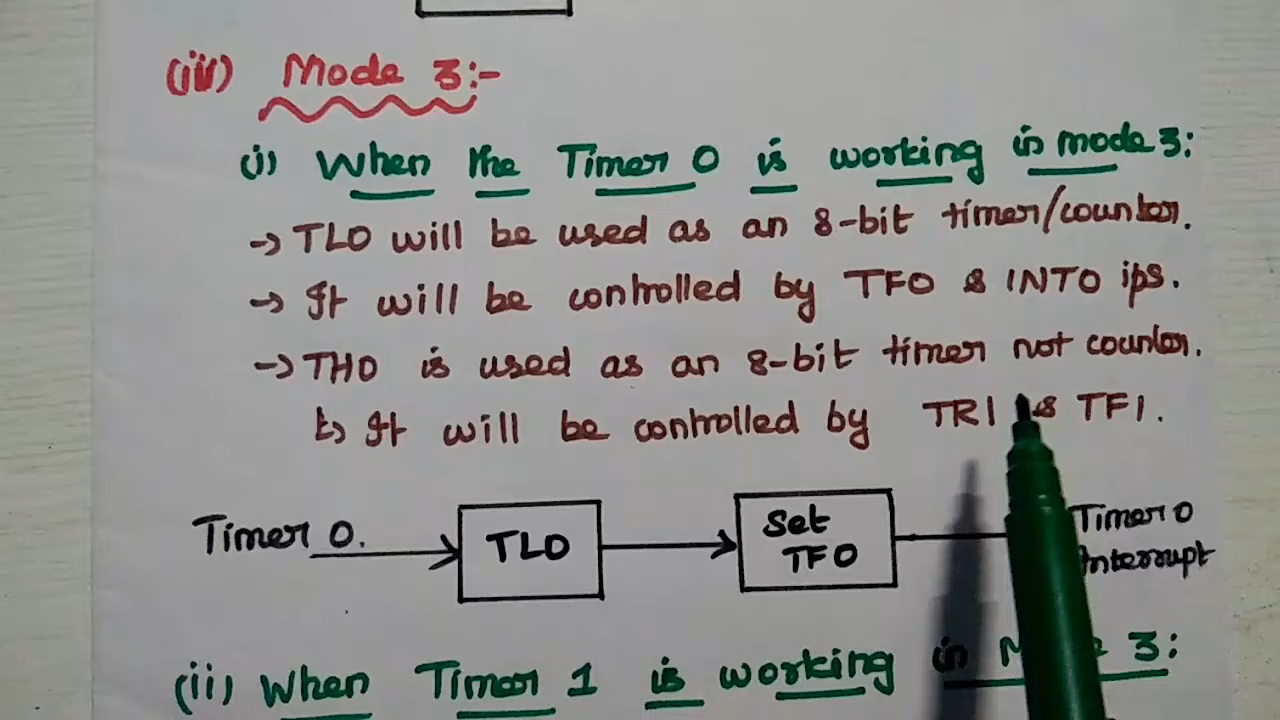 (iv) Mode 3:-
(i) When the Timer 0 is working in mode 3:
-> TL0 will be used as an 8-bit timer/counter.
-> It will be controlled by TF0 & INT0 ips.
-> TH0 is used as an 8-bit timer not counter.
↳ It will be controlled by TR1 & TF1.
Timer 0.
TL0
Set
TF0
Timer 0
Interrupt
(ii) When Timer 1 is working in 3: